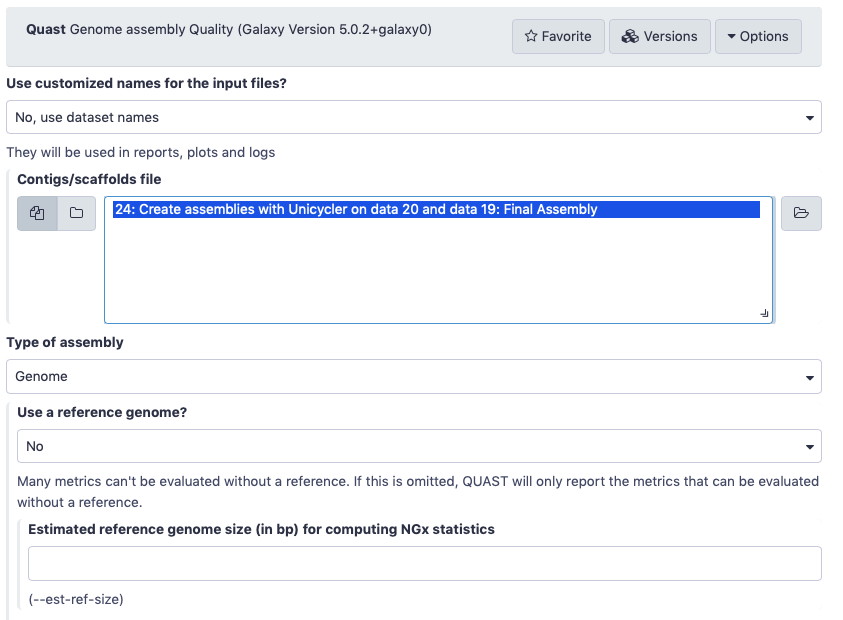 Quast Genome assembly Quality (Galaxy Version 5.0.2+galaxy0)
Favorite
Versions
Options
Use customized names for the input files?
No, use dataset names
They will be used in reports, plots and logs
Contigs/scaffolds file
24: Create assemblies with Unicycler on data 20 and data 19: Final Assembly
Type of assembly
Genome
Use a reference genome?
No
Many metrics can't be evaluated without a reference. If this is omitted, QUAST will only report the metrics that can be evaluated
without a reference.
Estimated reference genome size (in bp) for computing NGx statistics
(--est-ref-size)